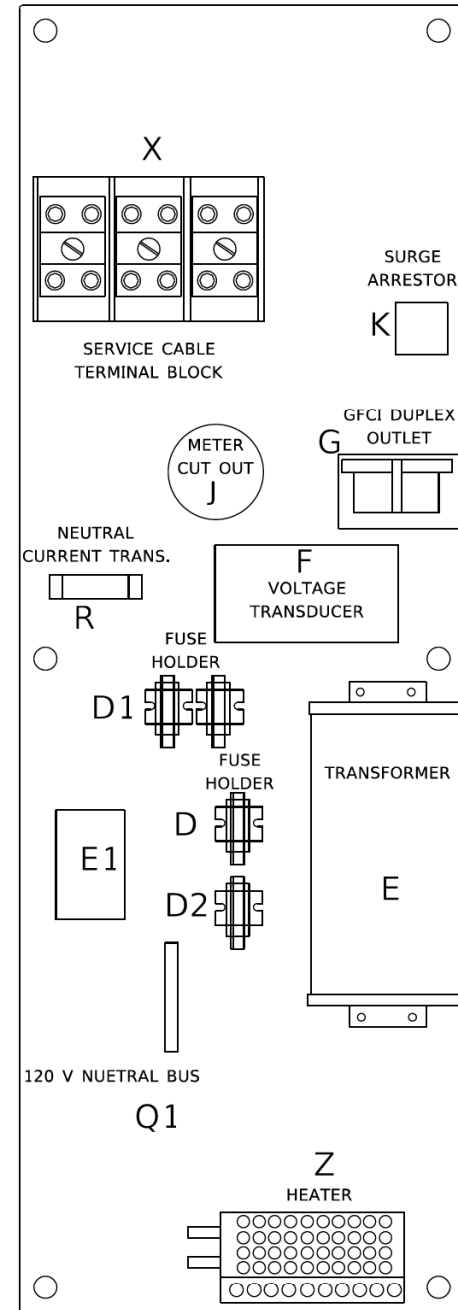 X
SERVICE CABLE
TERMINAL BLOCK
SURGE
ARRESTOR
K
GFCI DUPLEX
OUTLET
G
METER
CUT OUT
J
NEUTRAL
CURRENT TRANS.
R
F
VOLTAGE
TRANSDUCER
FUSE
HOLDER
D1
FUSE
HOLDER
D
D2
TRANSFORMER
E
E1
120 V NUETRAL BUS
Q1
Z
HEATER